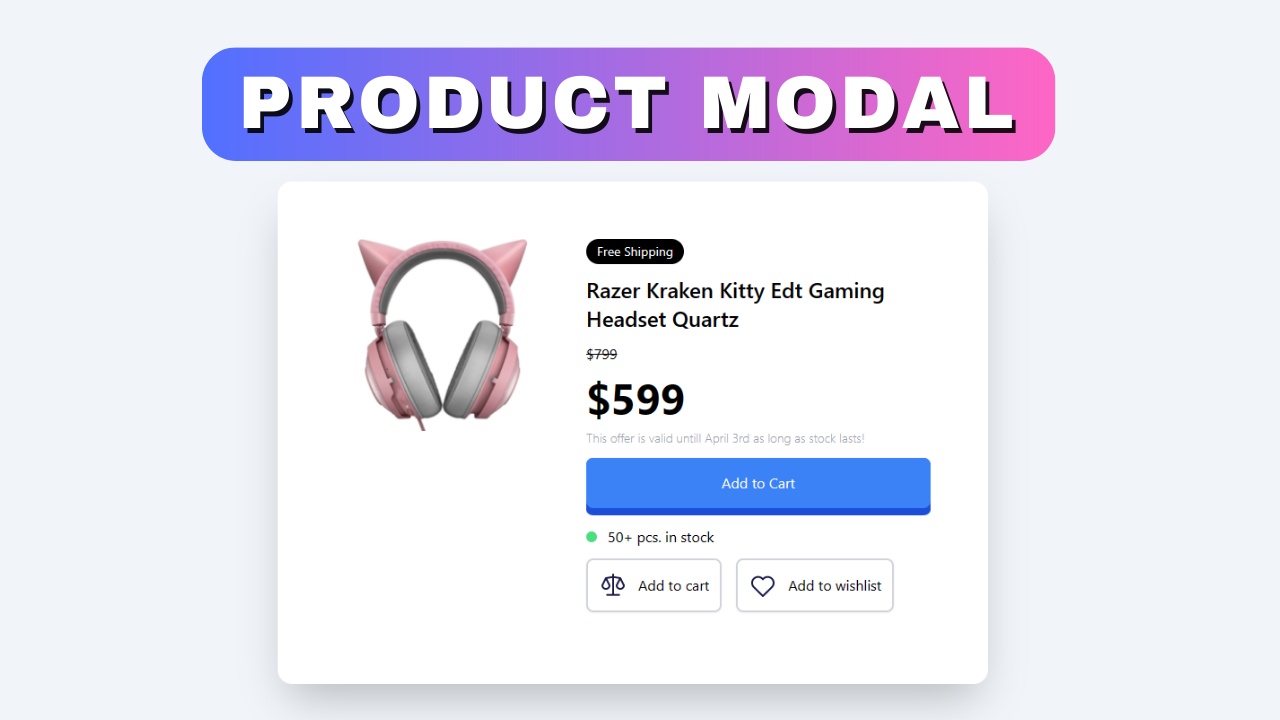 PRODUCT MODAL
Free Shipping
Razer Kraken Kitty Edt Gaming
Headset Quartz
$799
$599
This offer is valid untill April 3rd as long as stock lasts!
Add to Cart
50+ pcs. in stock
Add to cart
Add to wishlist